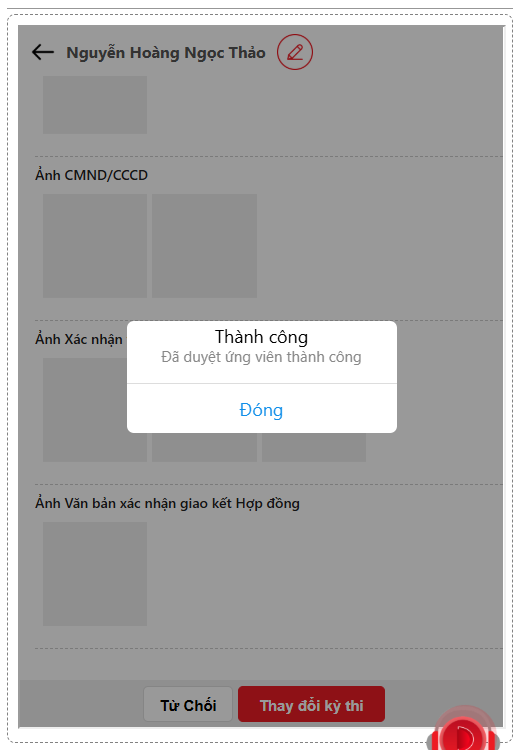 Nguyễn Hoàng Ngọc Thảo
Ảnh CMND/CCCD
Ảnh Xác nhận
Thành công
Đã duyệt ứng viên thành công
Đóng
Ảnh Văn bản xác nhận giao kết Hợp đồng
Từ Chối
Thay đổi kỳ thi